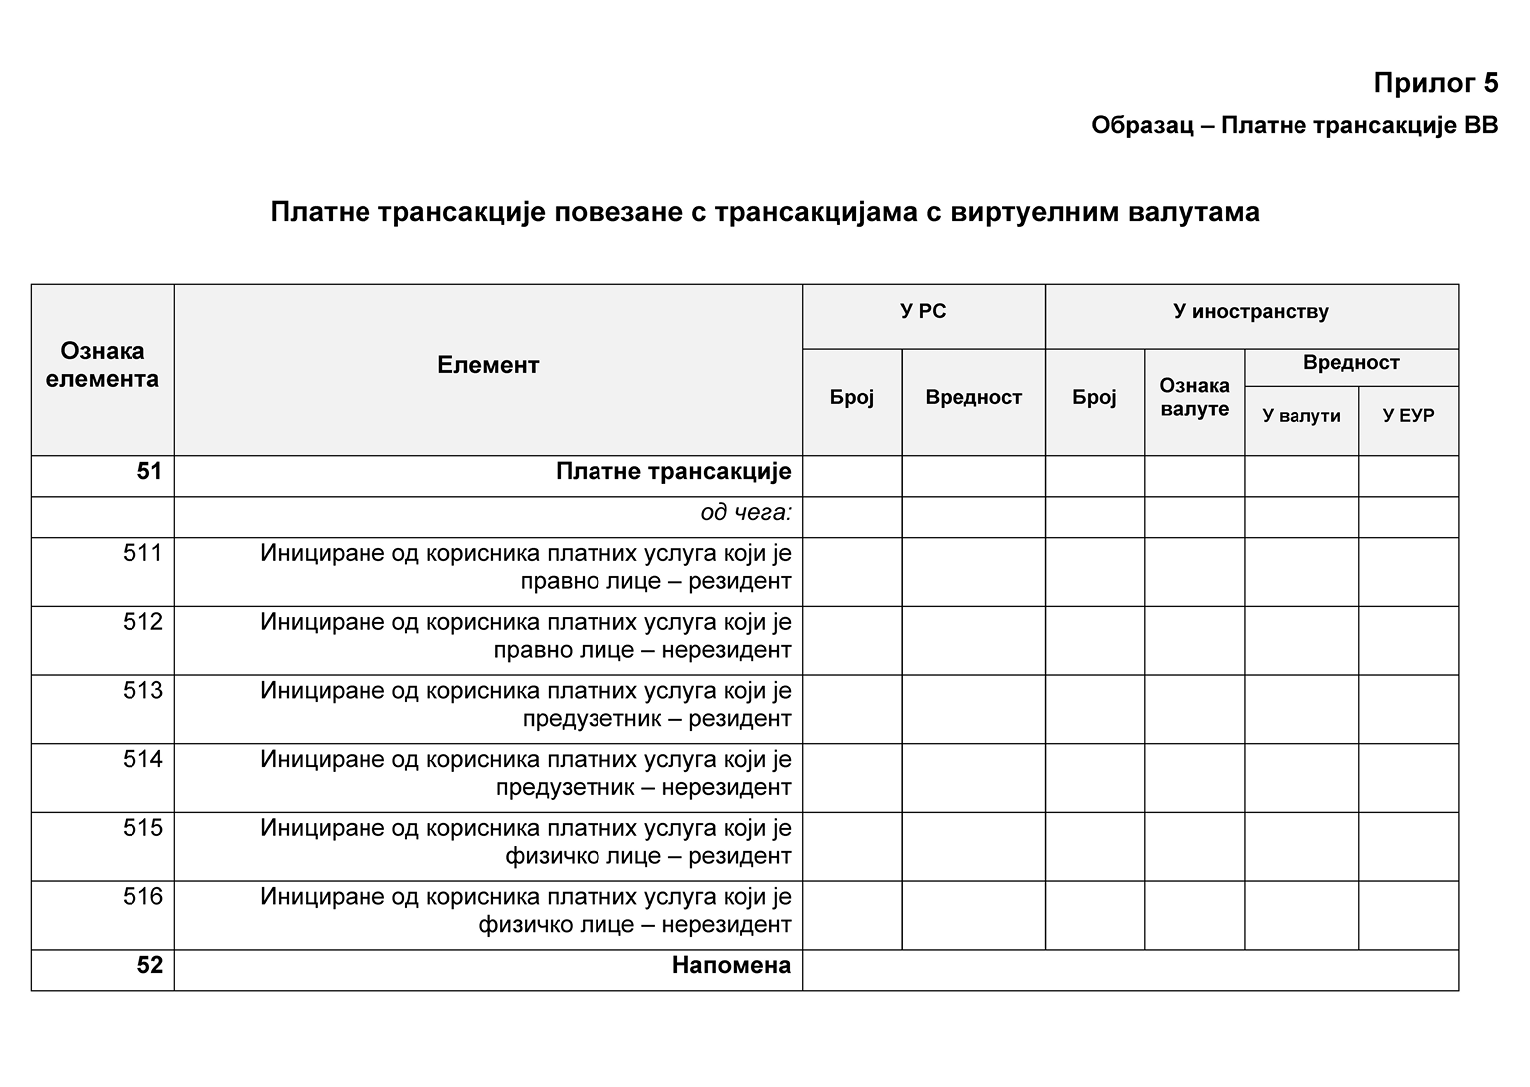 Прилог 5
Образац – Платне трансакције ВВ
Платне трансакције повезане с трансакцијама с виртуелним валутама
Ознака
елемента
Елемент
У РС
У иностранству
Број
Вредност
Број
Ознака
валуте
Вредност
У валути
У ЕУР
51
Платне трансакције
од чега:
511
Инициране од корисника платних услуга који је
правно лице – резидент
512
Инициране од корисника платних услуга који је
правно лице – нерезидент
513
Инициране од корисника платних услуга који је
предузетник – резидент
514
Инициране од корисника платних услуга који је
предузетник – нерезидент
515
Инициране од корисника платних услуга који је
физичко лице – резидент
516
Инициране од корисника платних услуга који је
физичко лице – нерезидент
52
Напомена